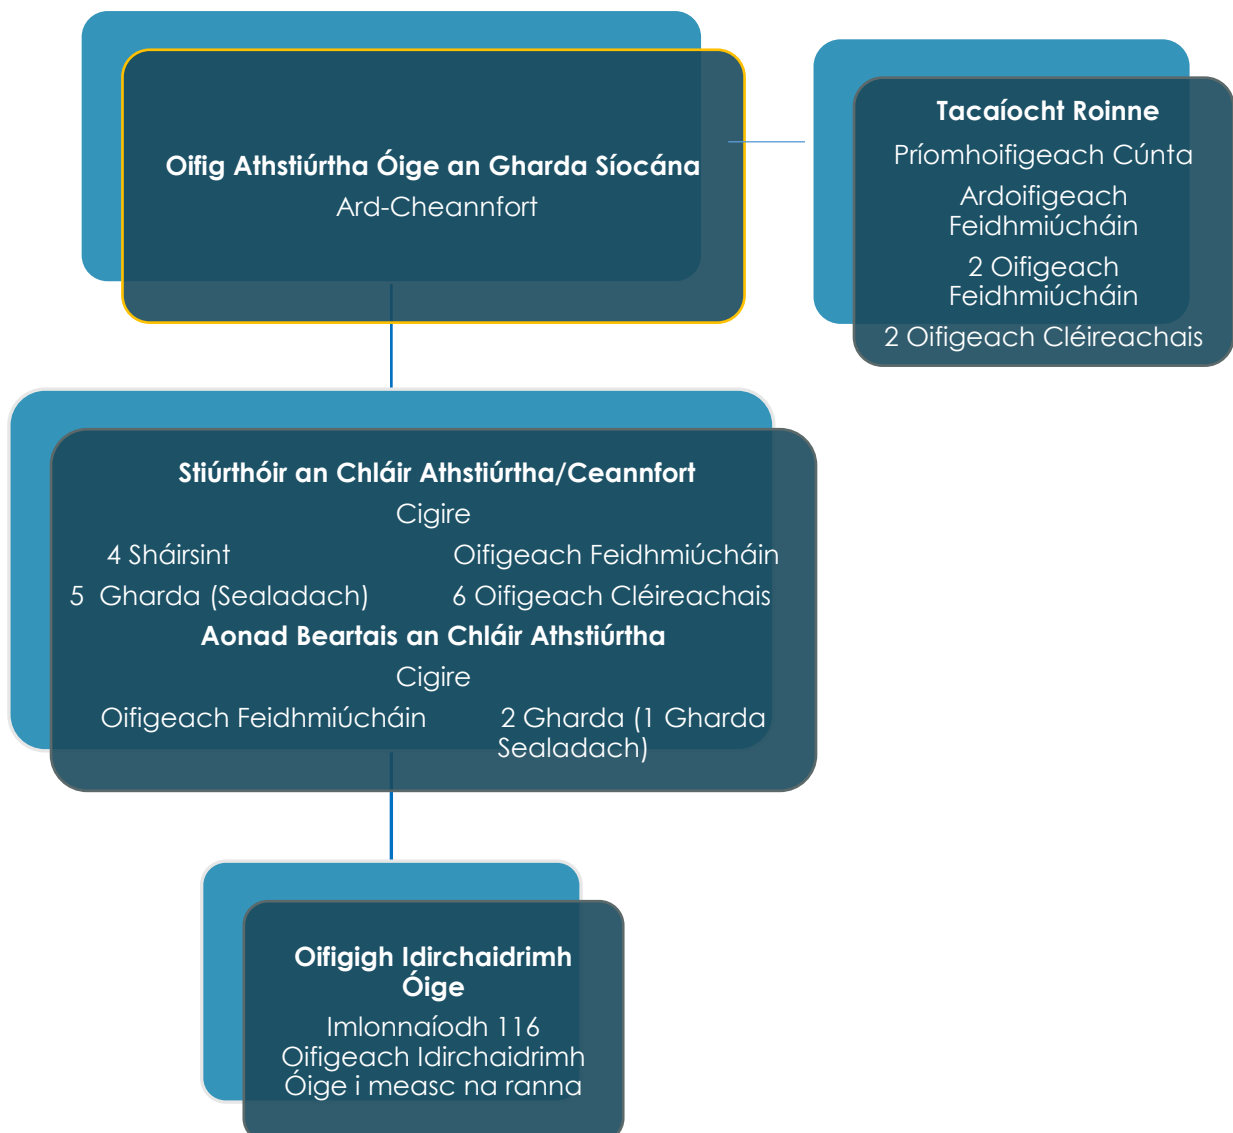 Oifig Athstiúrtha Óige an Gharda Síocána
Ard-Cheannfort
Tacaíocht Roinne
Príomhoifigeach Cúnta
Ardoifigeach
Feidhmiúcháin
2 Oifigeach
Feidhmiúcháin
2 Oifigeach Cléireachais
Stiúrthóir an Chláir Athstiúrtha/Ceannfort
Cigire
4 Sháirsint Oifigeach Feidhmiúcháin
5 Gharda (Sealadach) 6 Oifigeach Cléireachais
Aonad Beartais an Chláir Athstiúrtha
Cigire
Oifigeach Feidhmiúcháin 2 Gharda (1 Gharda
Sealadach)
Oifigigh Idirchaidrimh
Óige
Imlonnaíodh 116
Oifigeach Idirchaidrimh
Óige i measc na ranna